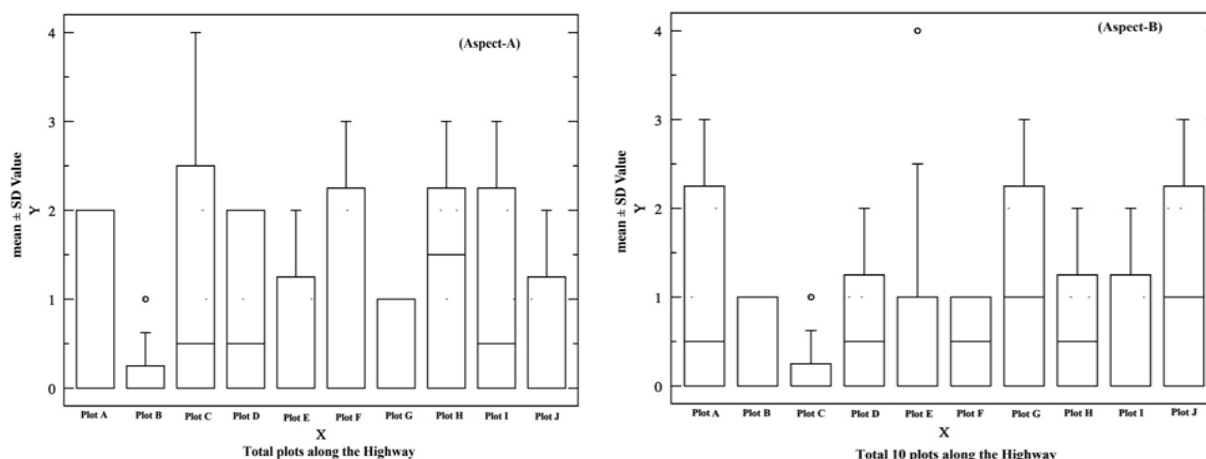 (Aspect-A)
4
3
2
1
0
mean ± SD Value
Y
Plot A Plot B Plot C Plot D Plot E Plot F Plot G Plot H Plot I Plot J
X
Total plots along the Highway
(Aspect-B)
4
3
2
1
0
mean ± SD Value
Y
Plot A Plot B Plot C Plot D Plot E Plot F Plot G Plot H Plot I Plot J
X
Total 10 plots along the Highway